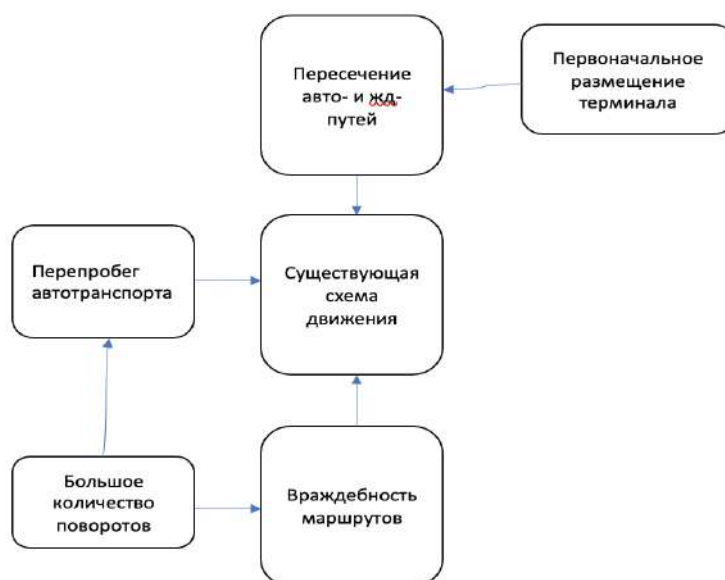 Пересечение
авто- и жд-
путей
Первоначальное
размещение
терминала
Перепробег
автотранспорта
Существующая
схема
движения
Большое
количество
поворотов
Враждебность
маршрутов